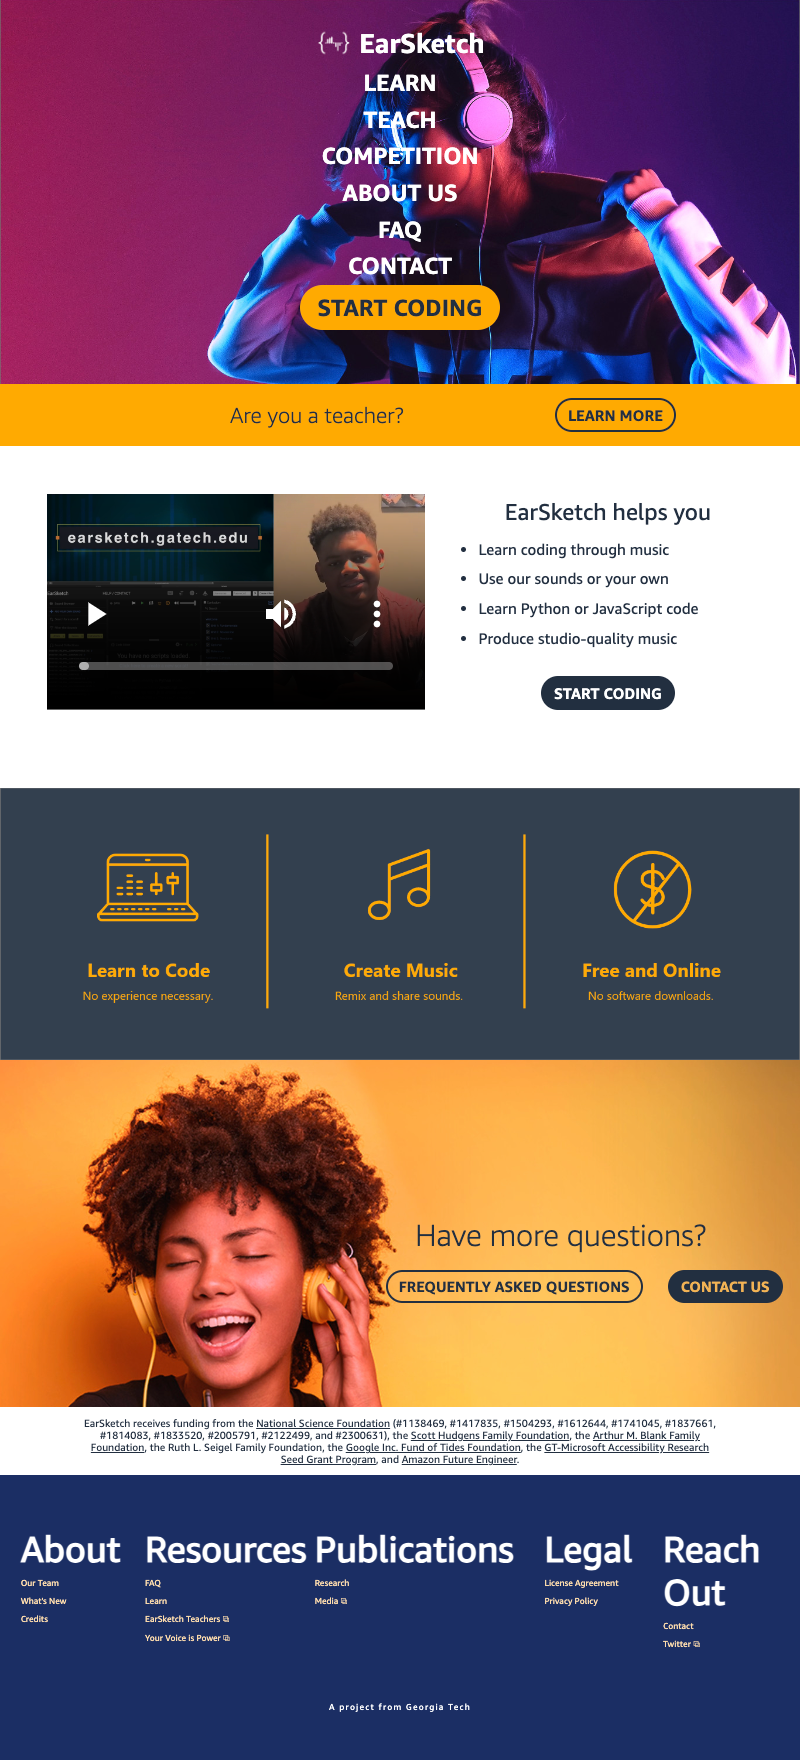 EarSketch
LEARN
TEACH
COMPETITION
ABOUT US
FAQ
CONTACT
START CODING
Are you a teacher?
LEARN MORE
earsketch.gatech.edu
EarSketch helps you
• Learn coding through music
• Use our sounds or your own
• Learn Python or JavaScript code
• Produce studio-quality music
START CODING
Learn to Code
No experience necessary.
Create Music
Remix and share sounds.
Free and Online
No software downloads.
Have more questions?
FREQUENTLY ASKED QUESTIONS
CONTACT US
EarSketch receives funding from the National Science Foundation (#1138469, #1417835, #1504293, #1612644, #1741045, #1837661,
#1814083, #1833520, #2005791, #2122499, and #2300631), the Scott Hudgens Family Foundation, the Arthur M. Blank Family
Foundation, the Ruth L. Seigel Family Foundation, the Google Inc. Fund of Tides Foundation, the GT-Microsoft Accessibility Research
Seed Grant Program, and Amazon Future Engineer.
About
Our Team
What's New
Credits
Resources
FAQ
Learn
EarSketch Teachers
Your Voice is Power
Publications
Research
Media
Legal
License Agreement
Privacy Policy
Reach
Out
Contact
Twitter
A project from Georgia Tech